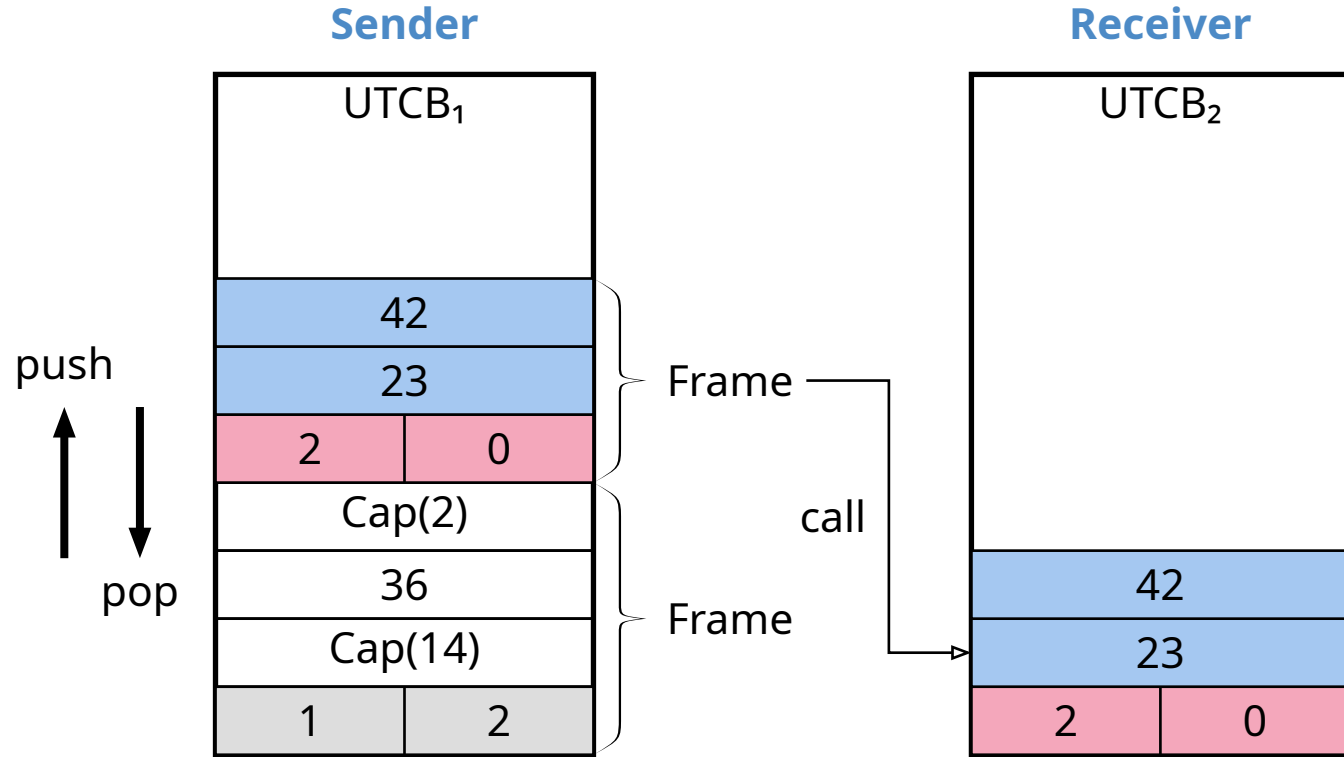 Sender
Receiver
UTCB₁
UTCB₂
42
23
2 0
Cap(2)
36
Cap(14)
1 2
push
pop
Frame
Frame
call
42
23
2 0